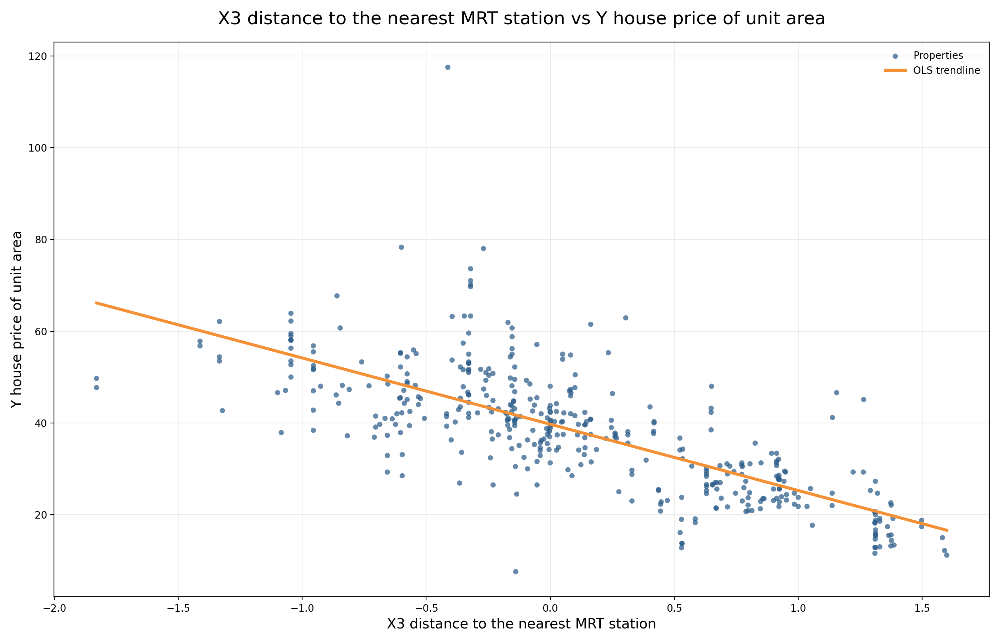 X3 distance to the nearest MRT station vs Y house price of unit area
Properties
OLS trendline
Y house price of unit area
120
100
80
60
40
20
−2.0
−1.5
−1.0
−0.5
0.0
0.5
1.0
1.5
X3 distance to the nearest MRT station